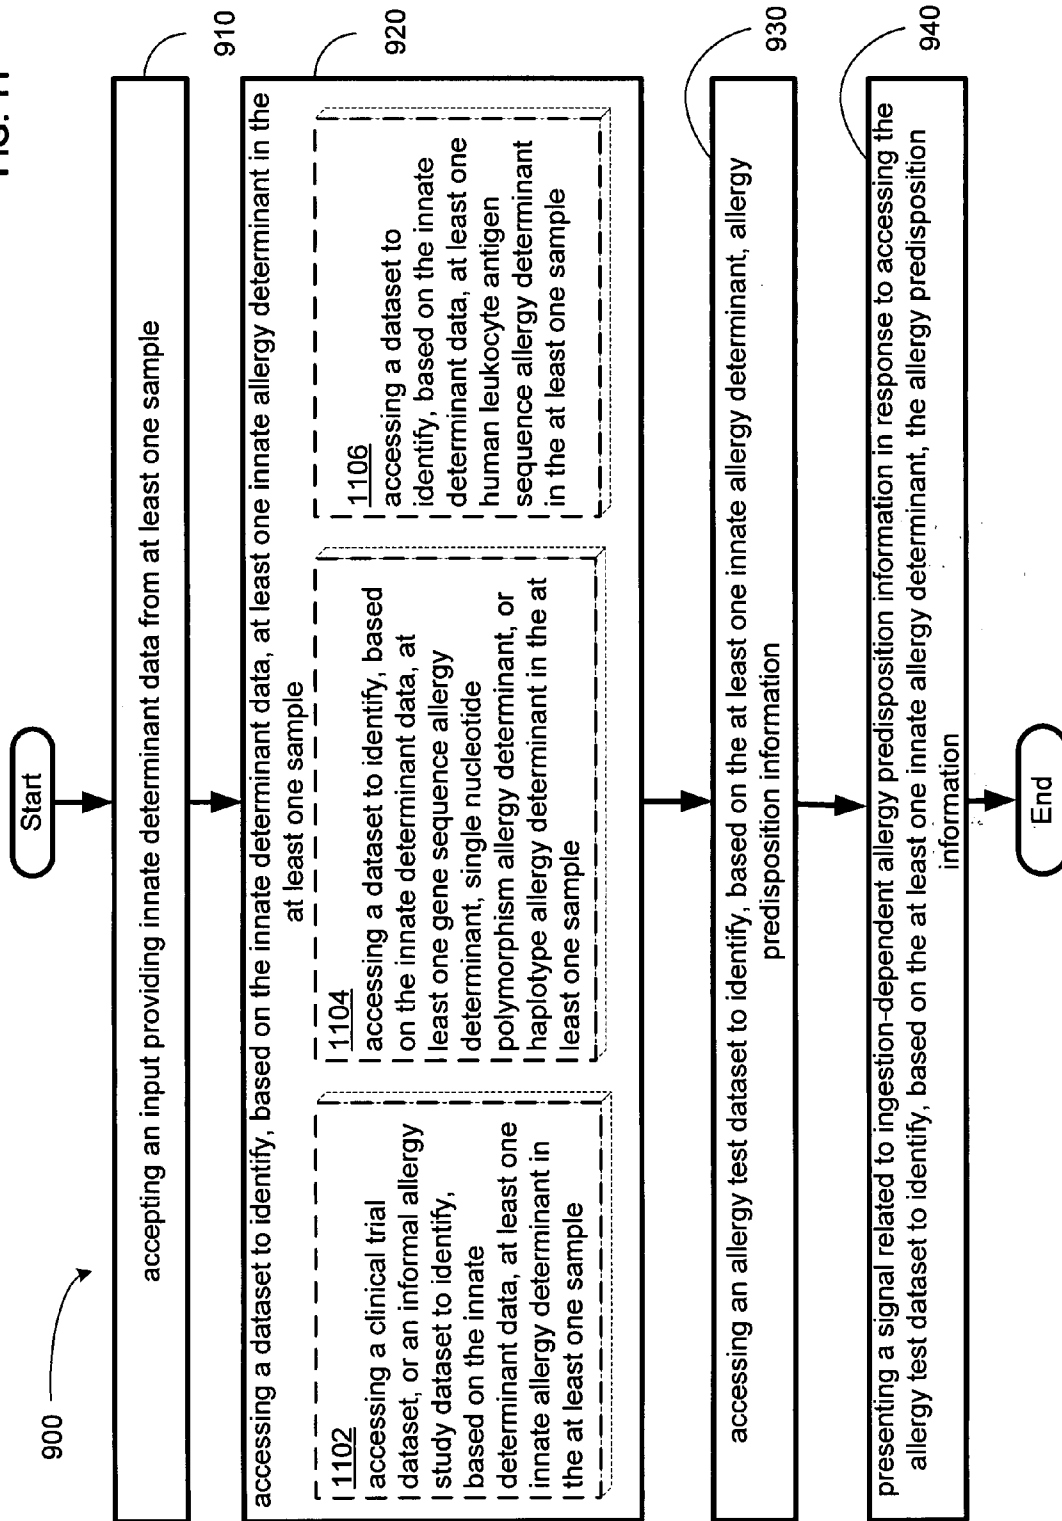 FIG. 11
900
Start
accepting an input providing innate determinant data from at least one sample
910
accessing a dataset to identify, based on the innate determinant data, at least one innate allergy determinant in the
at least one sample
920
1102
accessing a clinical trial
dataset, or an informal allergy
study dataset to identify,
based on the innate
determinant data, at least one
innate allergy determinant in
the at least one sample
1104
accessing a dataset to identify, based
on the innate determinant data, at
least one gene sequence allergy
determinant, single nucleotide
polymorphism allergy determinant, or
haplotype allergy determinant in the at
least one sample
1106
accessing a dataset to
identify, based on the innate
determinant data, at least one
human leukocyte antigen
sequence allergy determinant
in the at least one sample
accessing an allergy test dataset to identify, based on the at least one innate allergy determinant, allergy
predisposition information
930
presenting a signal related to ingestion-dependent allergy predisposition information in response to accessing the
allergy test dataset to identify, based on the at least one innate allergy determinant, the allergy predisposition
information
940
End